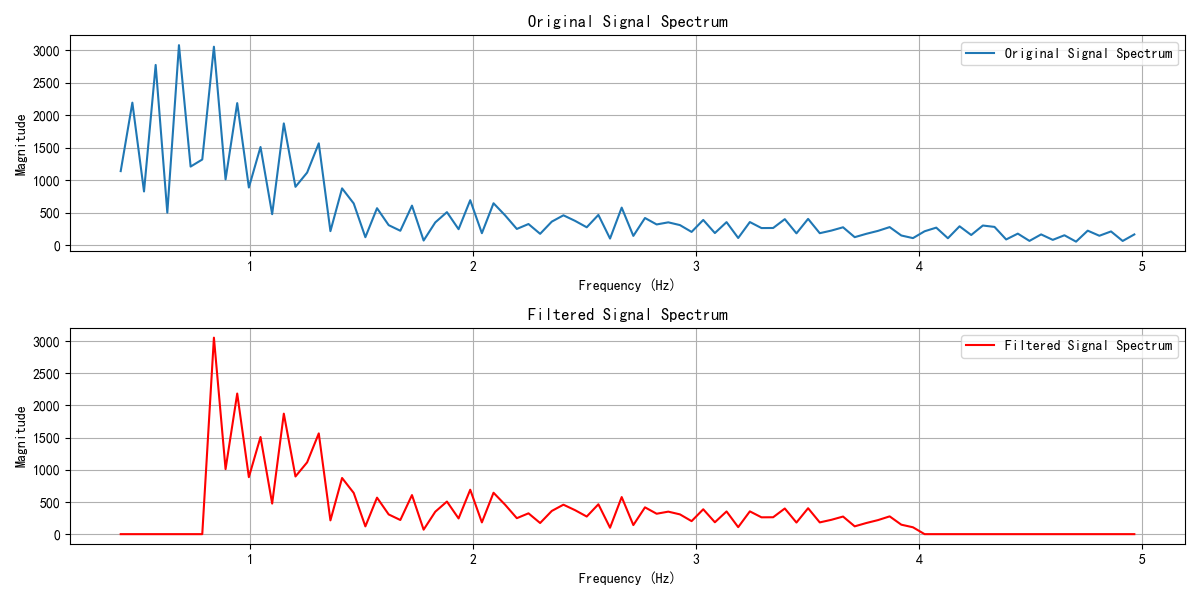 Original Signal Spectrum
Original Signal Spectrum
3000
2500
2000
1500
1000
500
0
Magnitude
1 2 3 4 5
Frequency (Hz)
Filtered Signal Spectrum
Filtered Signal Spectrum
3000
2500
2000
1500
1000
500
0
Magnitude
1 2 3 4 5
Frequency (Hz)